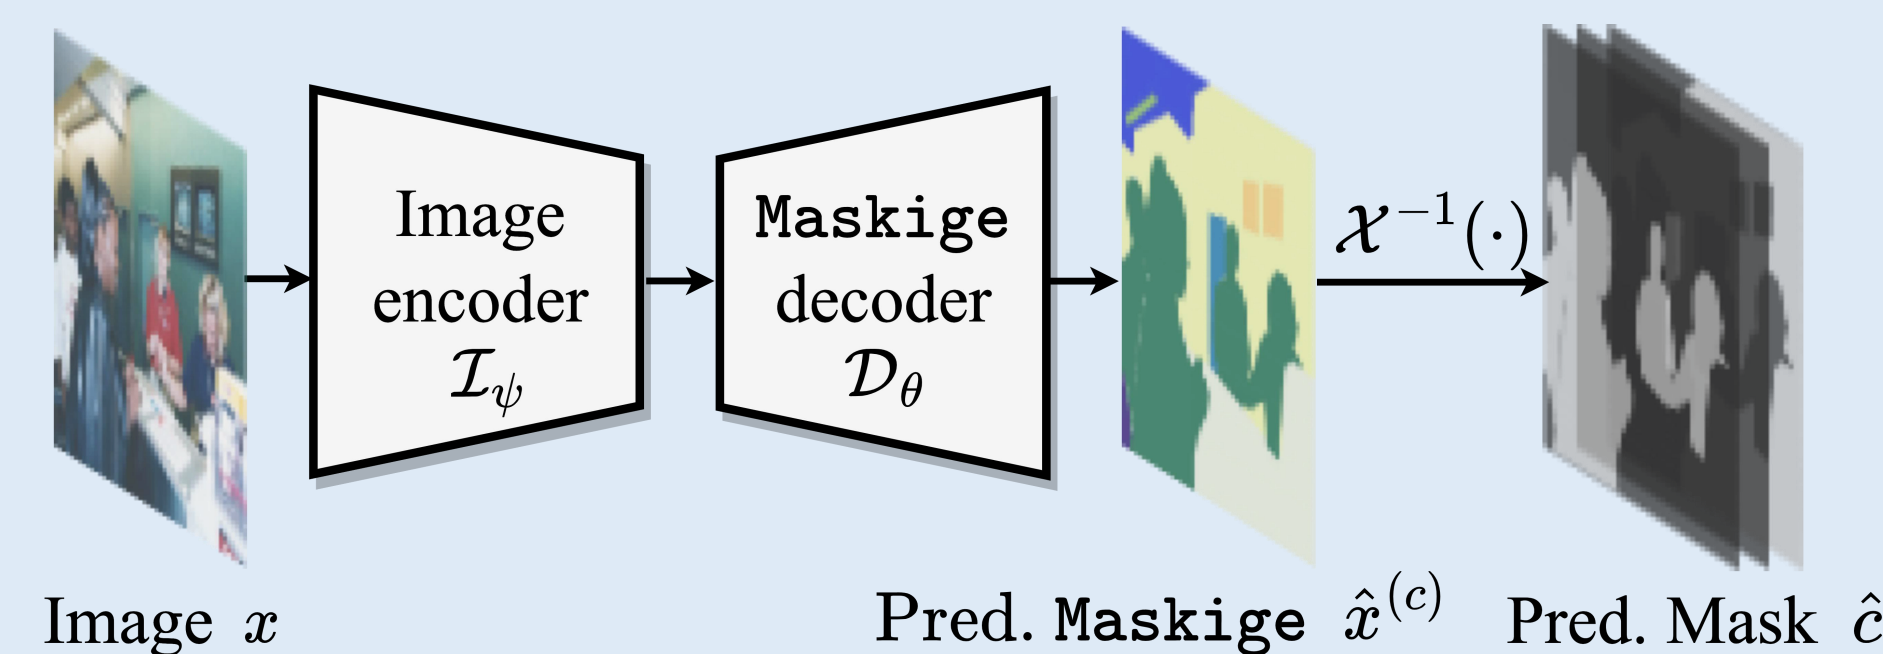 Image
encoder
ℐ_ψ
Maskige
decoder
𝒟_θ
𝒳⁻¹(·)
Image x
Pred. Maskige x̂⁽ᶜ⁾
Pred. Mask ĉ